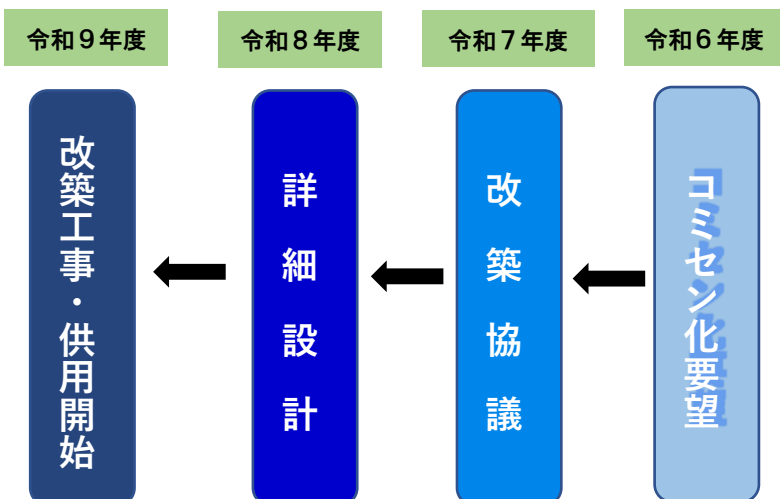 令和６年度
コミセン化要望
令和７年度
改築協議
令和８年度
詳細設計
令和９年度
改築工事・供用開始